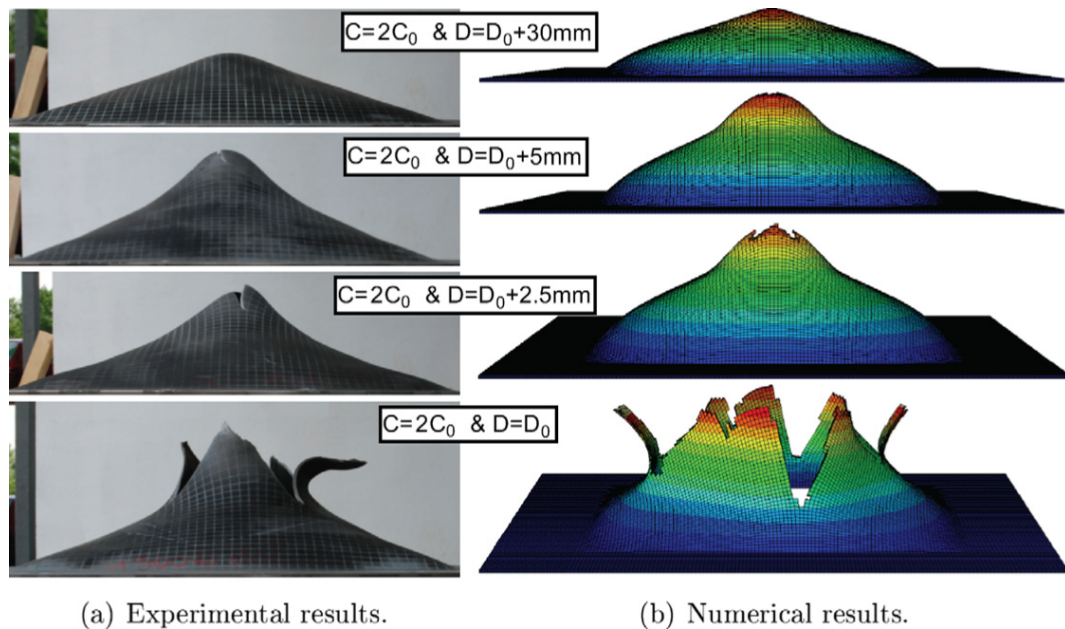 C=2C₀ & D=D₀+30mm
C=2C₀ & D=D₀+5mm
C=2C₀ & D=D₀+2.5mm
C=2C₀ & D=D₀
(a) Experimental results.
(b) Numerical results.